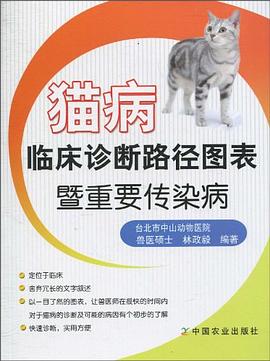 猫病
临床诊断路径图表
暨重要传染病
台北市中山动物医院
兽医硕士 林政毅 编著
定位于临床
舍弃冗长的文字叙述
以一目了然的图表，让兽医师在很快的时间内
对于猫病的诊断及可能的病因有个初步的了解
快速诊断，实用方便
中国农业出版社